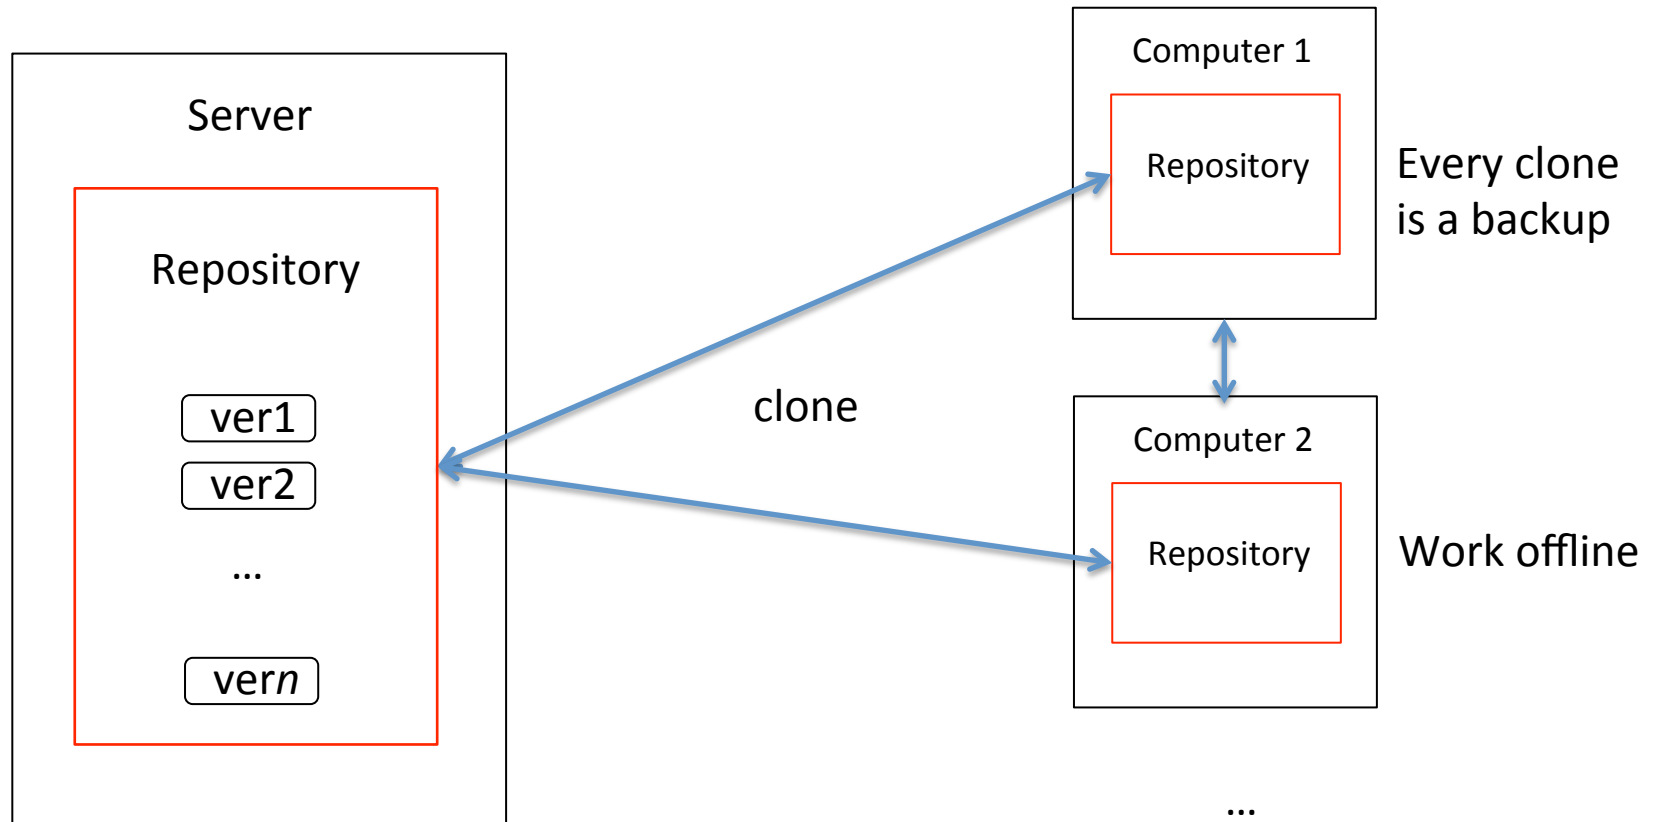 Server
Repository
ver1
ver2
...
vern
clone
Computer 1
Repository
Every clone
is a backup
Computer 2
Repository
Work offline
...